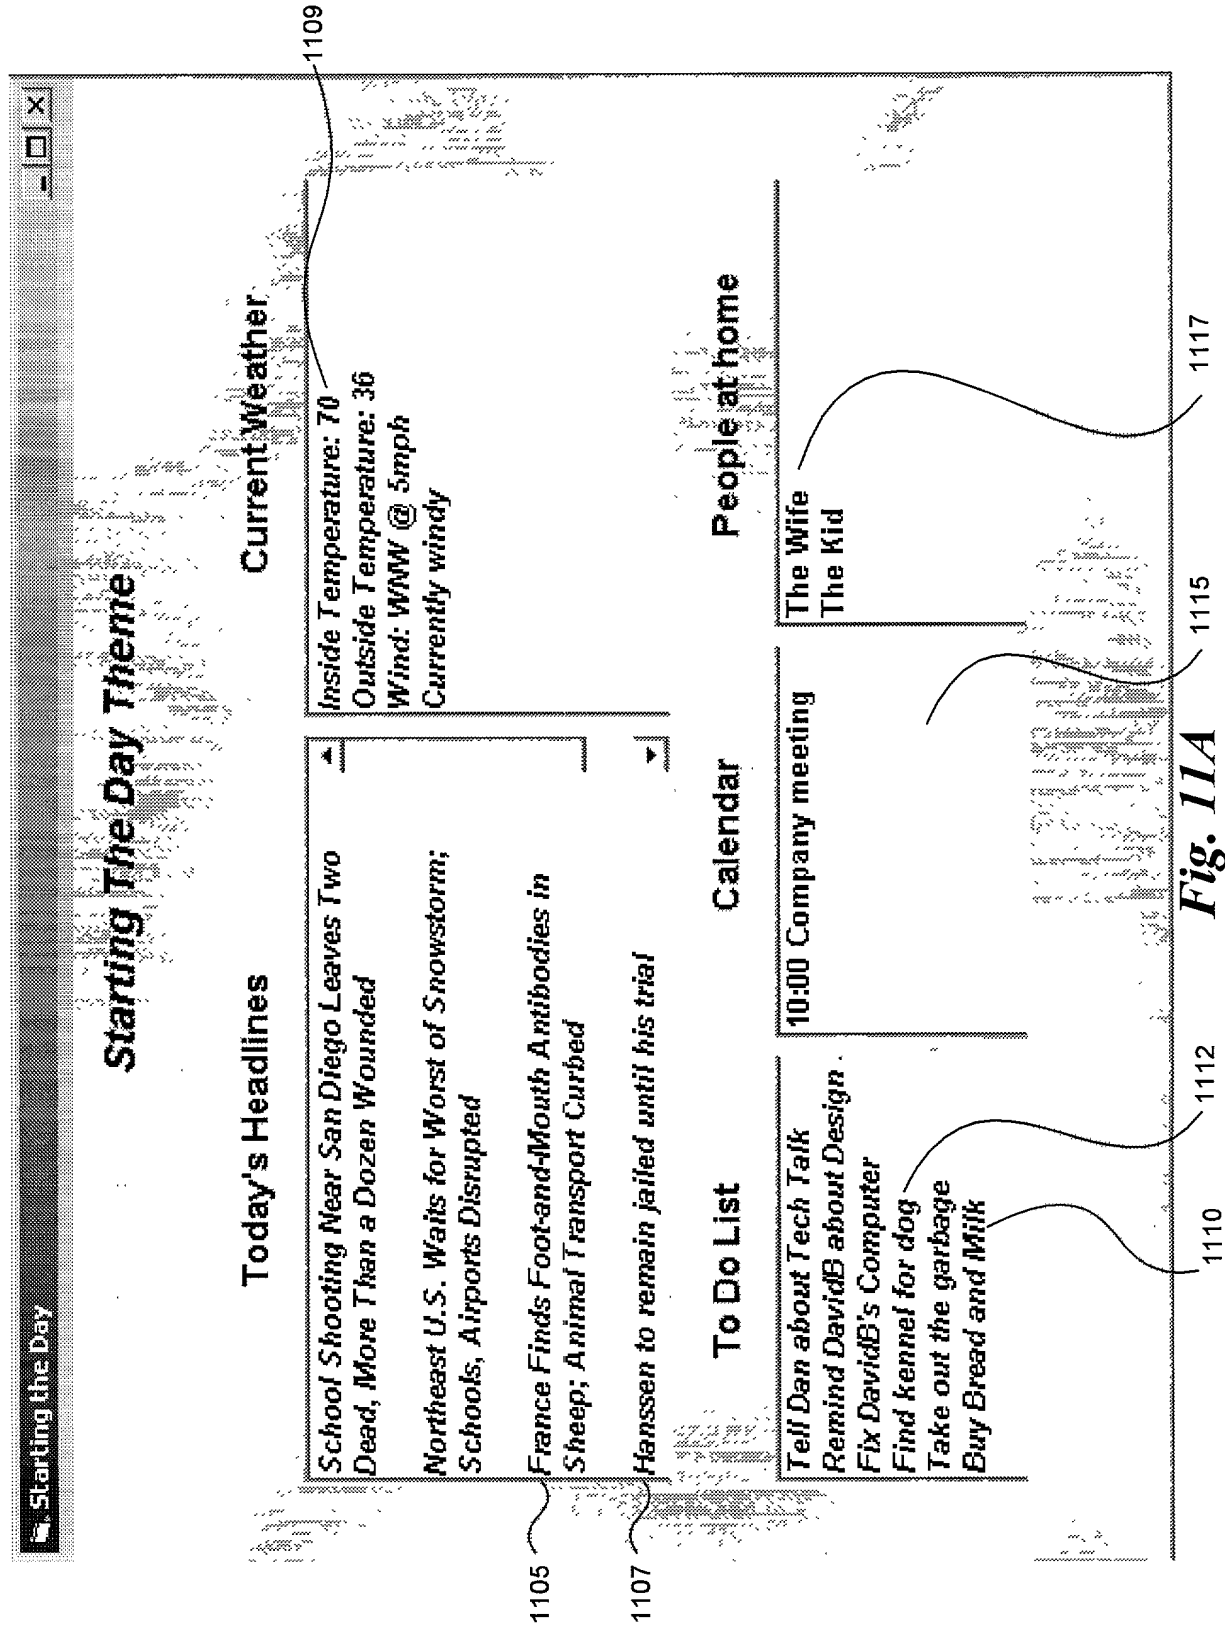 Starting the Day
Starting The Day Theme
Today's Headlines
School Shooting Near San Diego Leaves Two
Dead, More Than a Dozen Wounded
Northeast U.S. Waits for Worst of Snowstorm;
Schools, Airports Disrupted
France Finds Foot-and-Mouth Antibodies in
Sheep; Animal Transport Curbed
Hanssen to remain jailed until his trial
1105
1107
Current Weather
Inside Temperature: 70
Outside Temperature: 36
Wind: WNW @ 5mph
Currently windy
1109
To Do List
Tell Dan about Tech Talk
Remind DavidB about Design .
Fix DavidB's Computer
Find kennel for dog
Take out the garbage
Buy Bread and Milk
1110
1112
Calendar
10:00 Company meeting
1115
People at home
The Wife
The Kid
1117
Fig. 11A